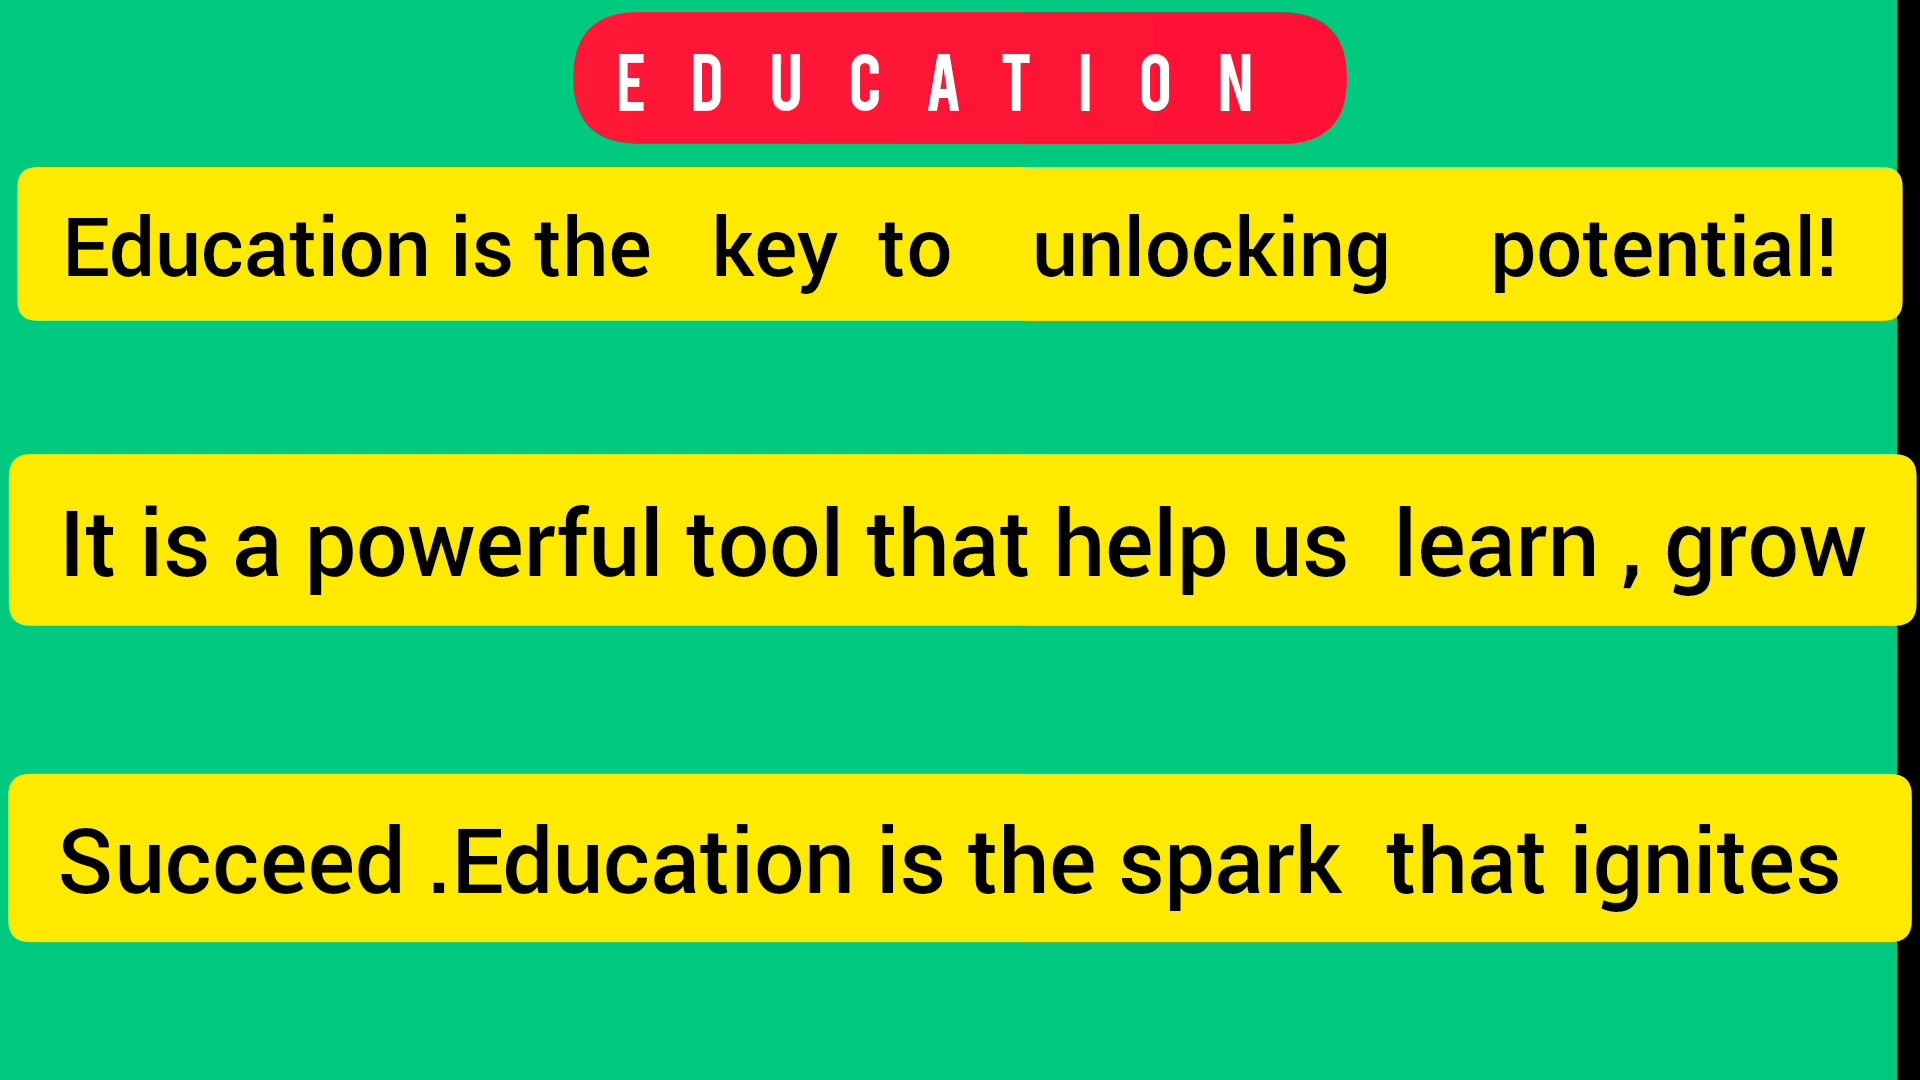 EDUCATION
Education is the key to unlocking potential!
It is a powerful tool that help us learn , grow
Succeed .Education is the spark that ignites